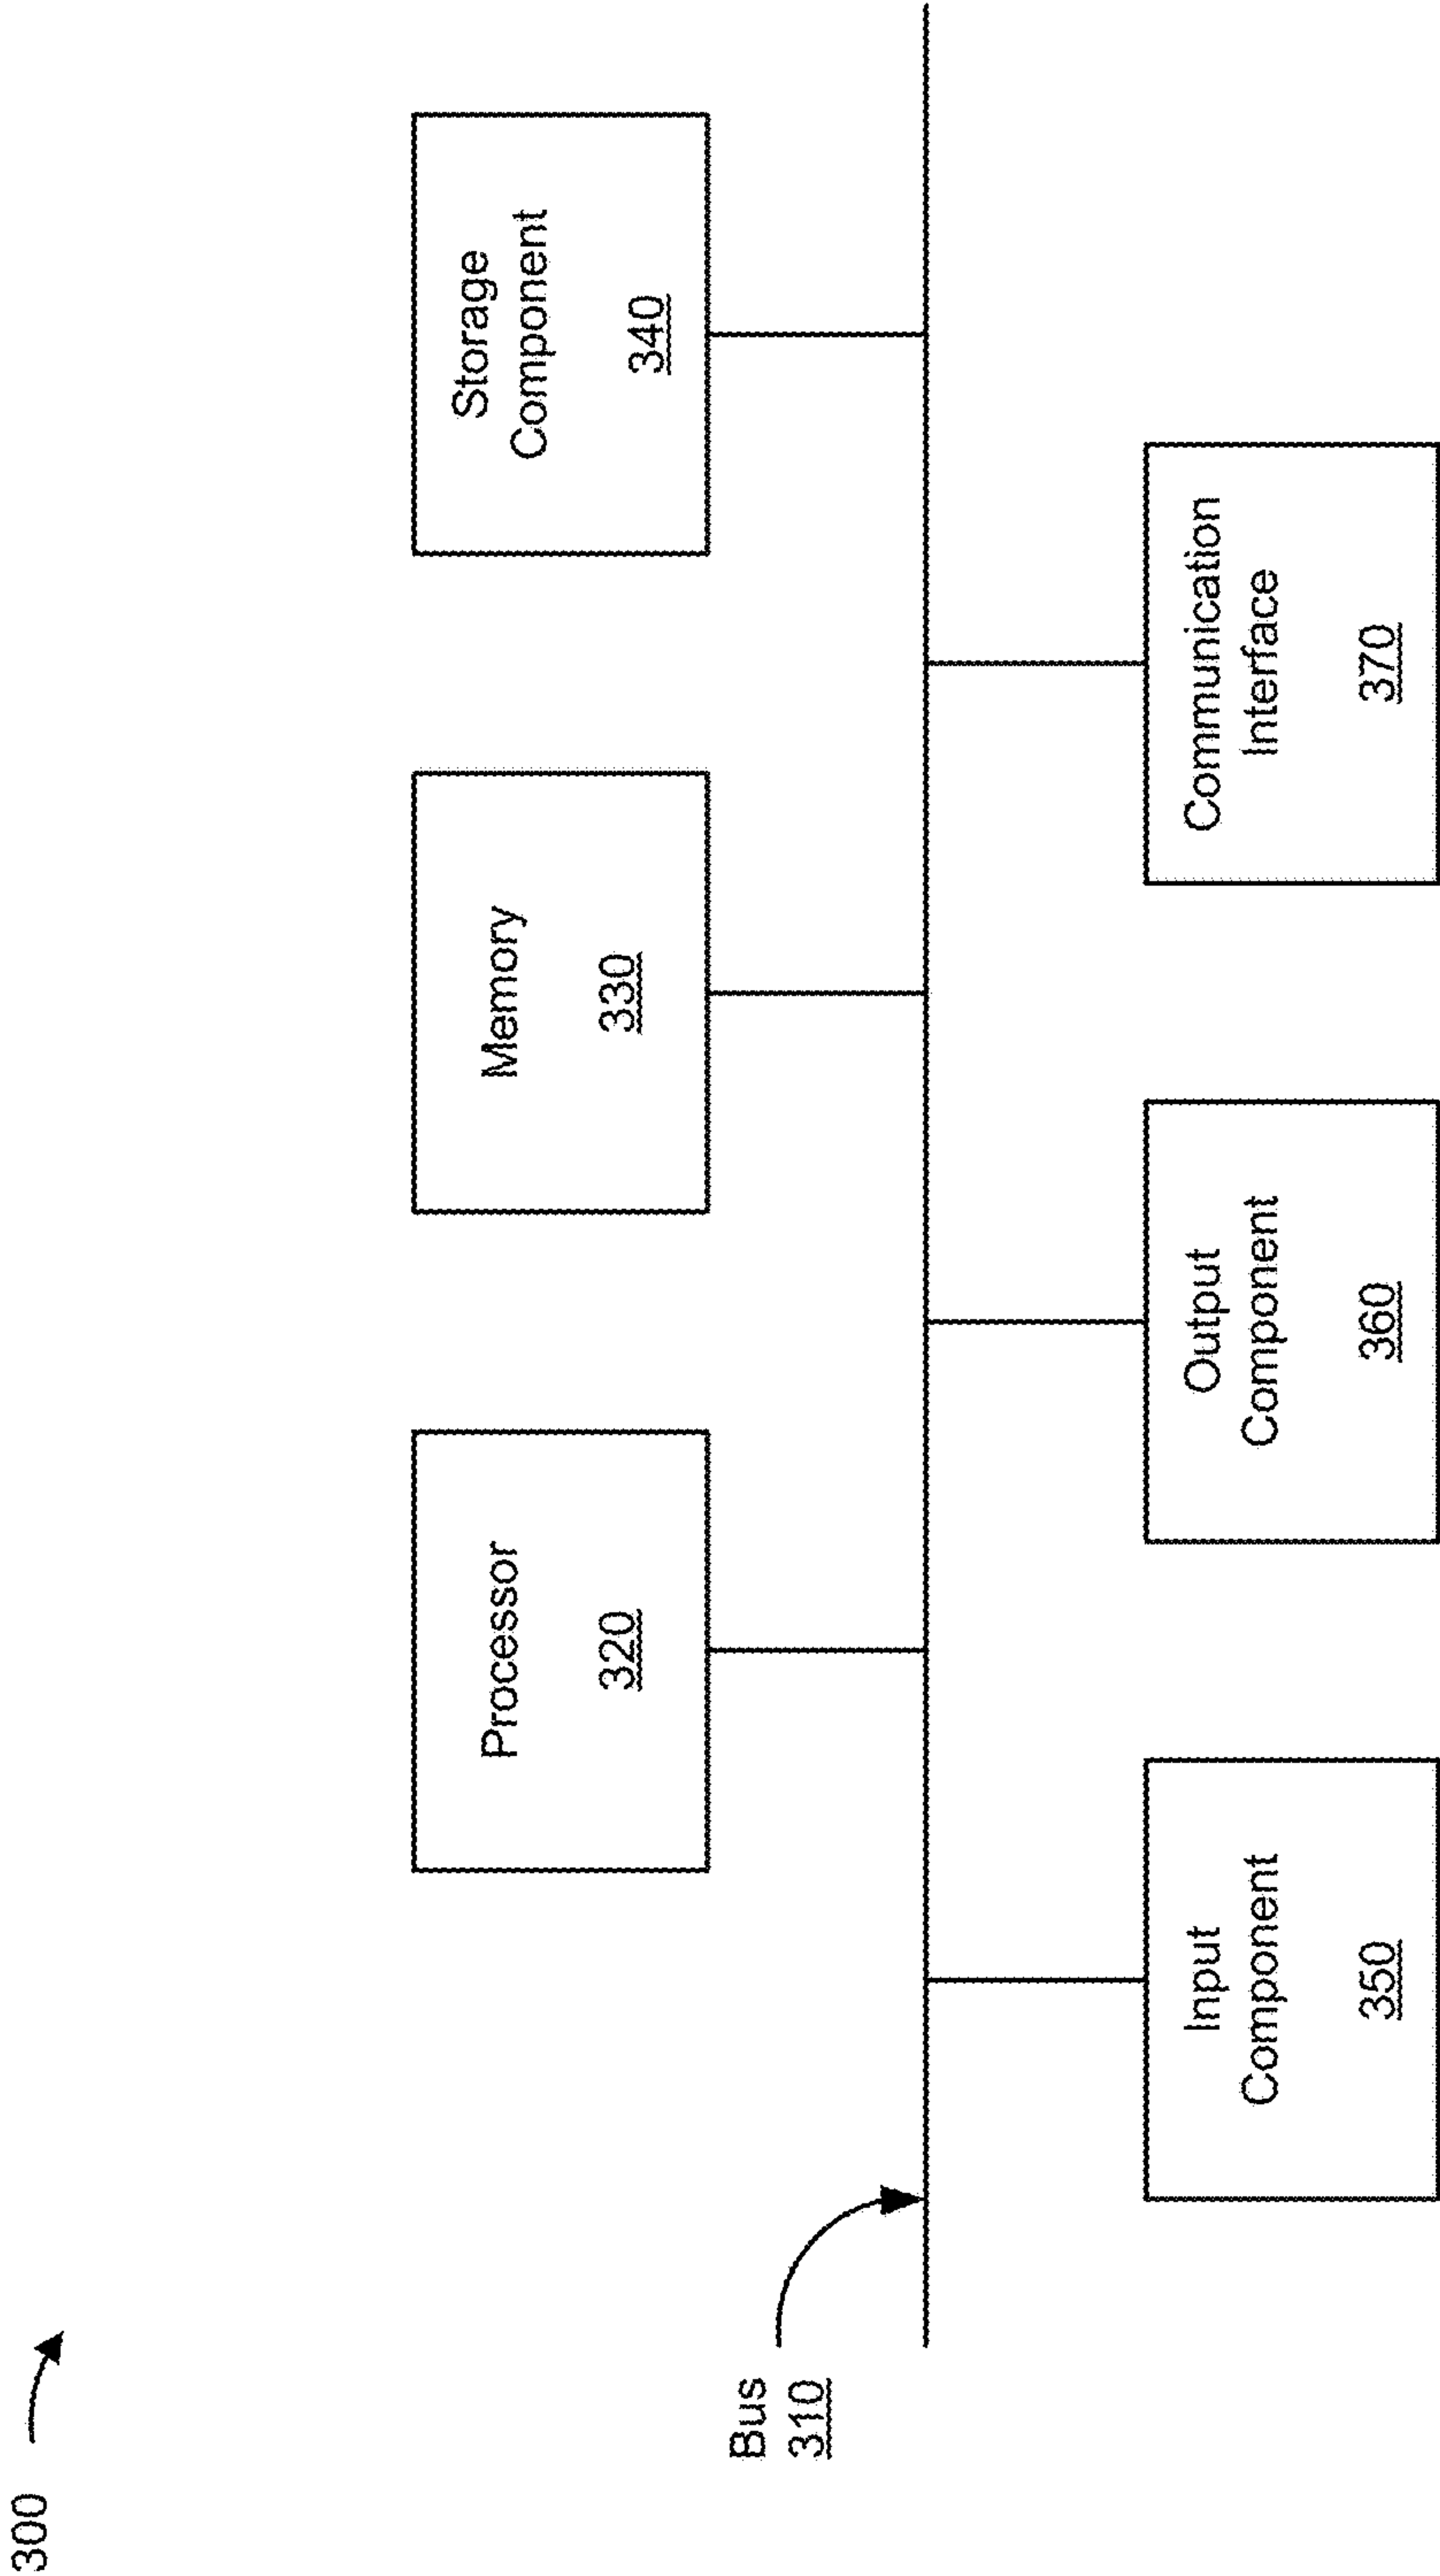 300
Processor
320
Memory
330
Storage
Component
340
Bus
310
Input
Component
350
Output
Component
360
Communication
Interface
370